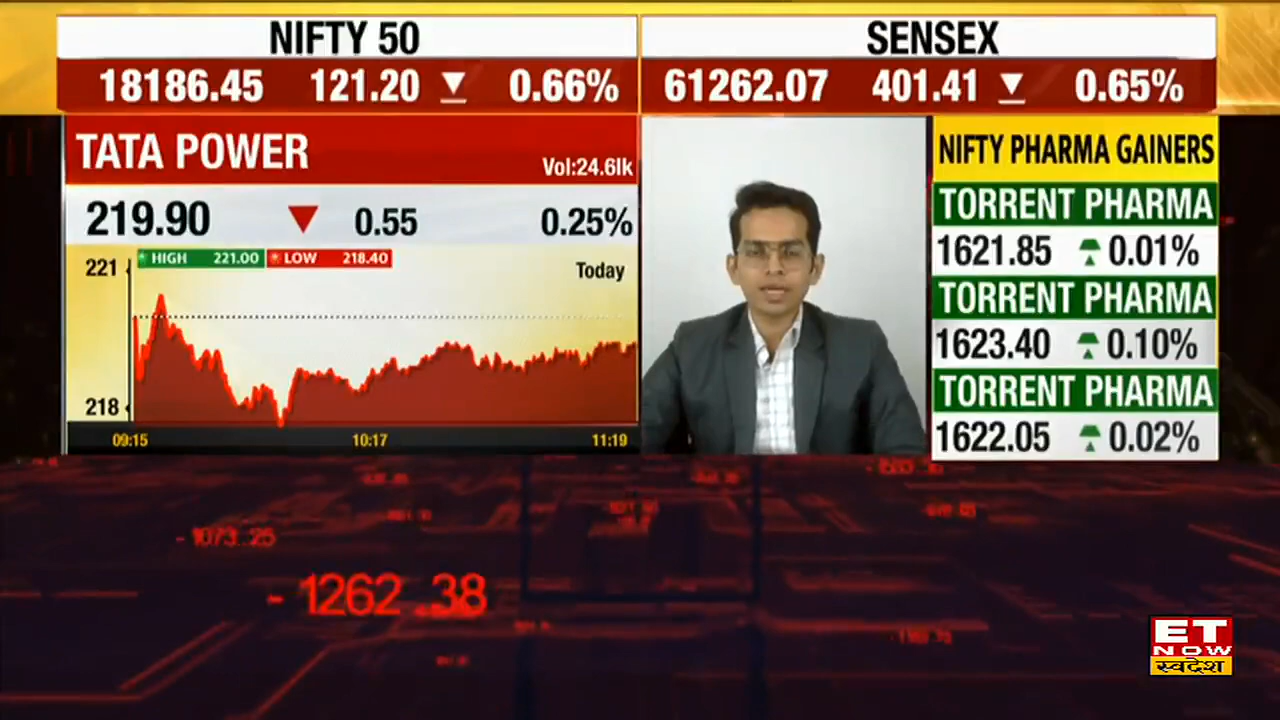 NIFTY 50
18186.45 121.20 ▼ 0.66%
SENSEX
61262.07 401.41 ▼ 0.65%
TATA POWER
Vol:24.6lk
219.90 ▼ 0.55 0.25%
HIGH 221.00 LOW 218.40
Today
221
218
09:15 10:17 11:19
NIFTY PHARMA GAINERS
TORRENT PHARMA
1621.85 0.01%
TORRENT PHARMA
1623.40 0.10%
TORRENT PHARMA
1622.05 0.02%
- 1073.25
- 1262.38
ET
NOW
स्वदेश